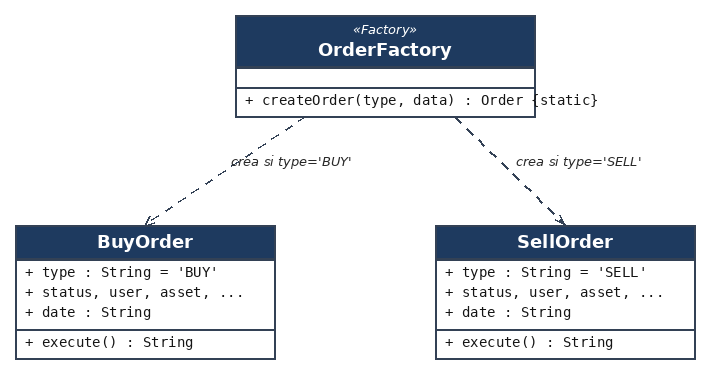 «Factory»
OrderFactory
+ createOrder(type, data) : Order {static}
crea si type='BUY'
crea si type='SELL'
BuyOrder
+ type : String = 'BUY'
+ status, user, asset, ...
+ date : String
+ execute() : String
SellOrder
+ type : String = 'SELL'
+ status, user, asset, ...
+ date : String
+ execute() : String